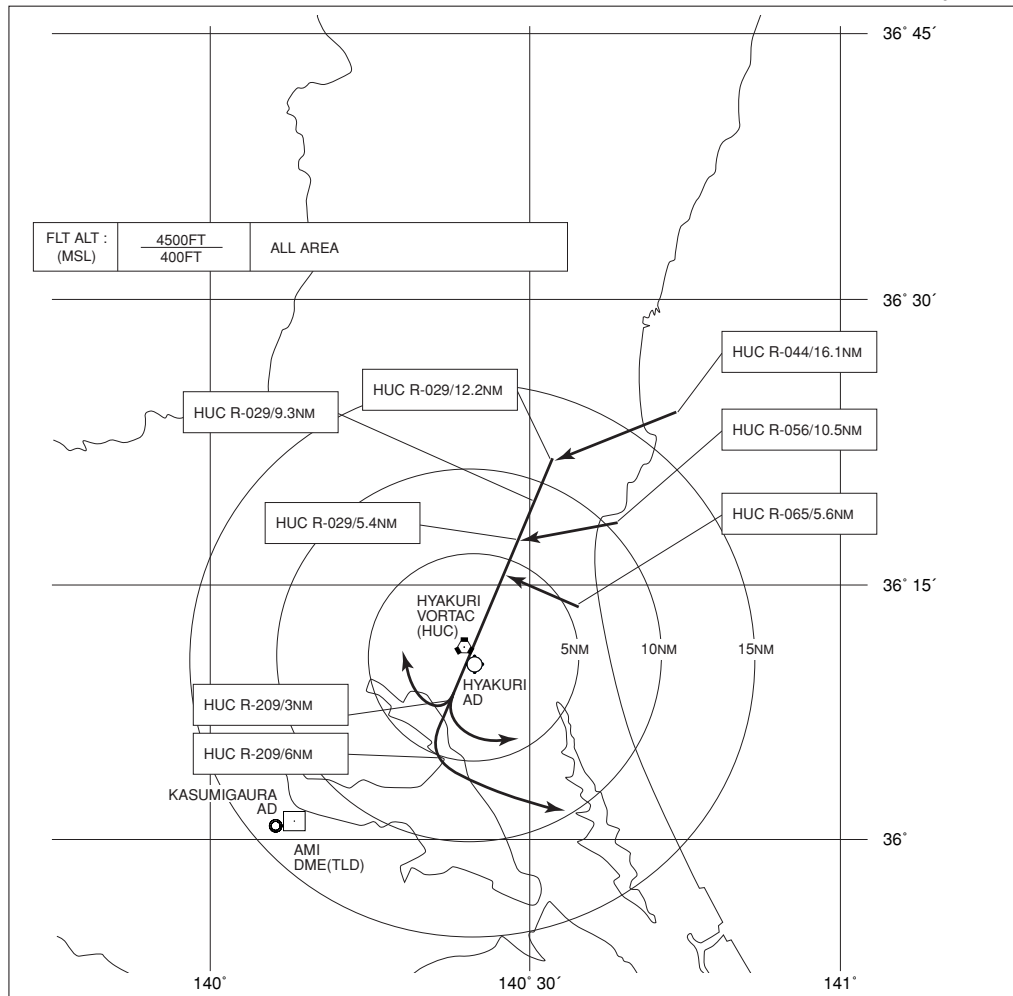 36° 45´
FLT ALT :
(MSL)
4500FT
400FT
ALL AREA
36° 30´
HUC R-044/16.1NM
HUC R-029/12.2NM
HUC R-029/9.3NM
HUC R-056/10.5NM
HUC R-065/5.6NM
HUC R-029/5.4NM
36° 15´
HYAKURI
VORTAC
(HUC)
5NM
10NM
15NM
HYAKURI
AD
HUC R-209/3NM
HUC R-209/6NM
KASUMIGAURA
AD
AMI
DME(TLD)
36°
140°
140° 30´
141°